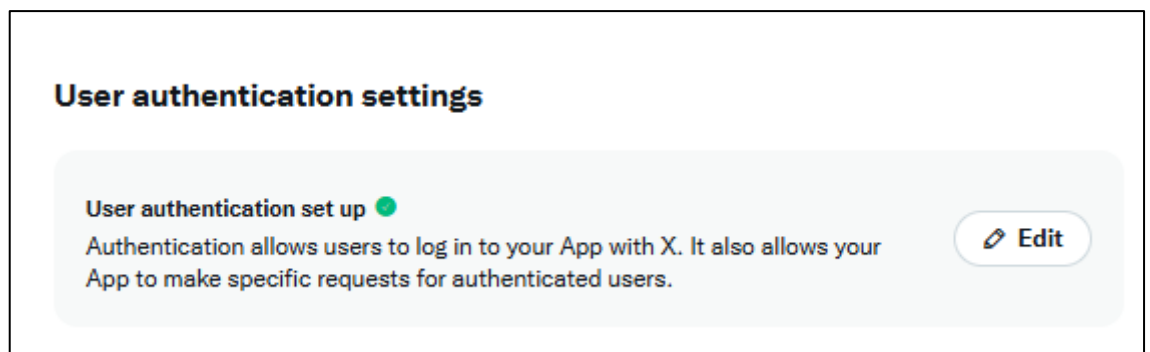 User authentication settings
User authentication set up
Authentication allows users to log in to your App with X. It also allows your
App to make specific requests for authenticated users.
Edit